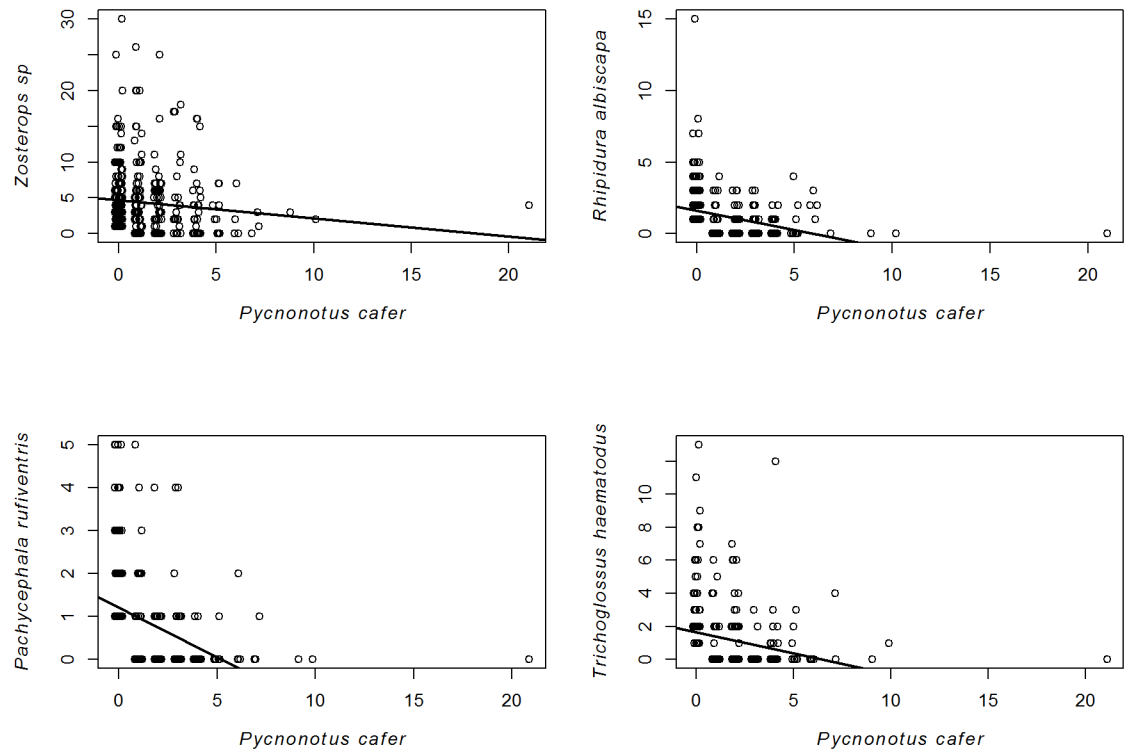 Zosterops sp
30
20
10
5
0
0 5 10 15 20
Pycnonotus cafer
Rhipidura albiscapa
15
10
5
0
0 5 10 15 20
Pycnonotus cafer
Pachycephala rufiventris
5
4
3
2
1
0
0 5 10 15 20
Pycnonotus cafer
Trichoglossus haematodus
10
8
6
4
2
0
0 5 10 15 20
Pycnonotus cafer